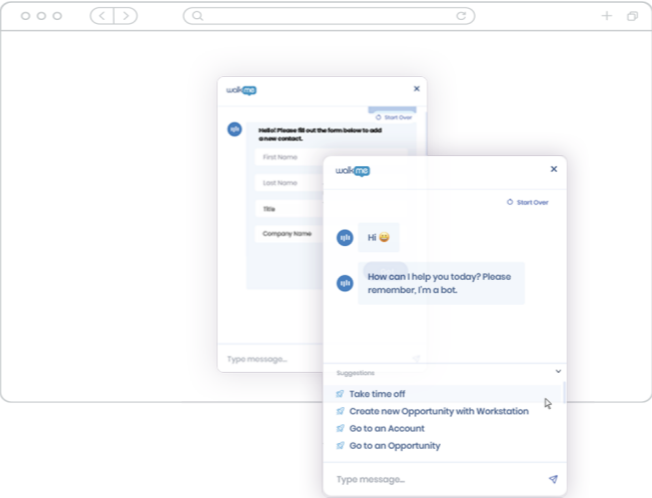 walkme
Start Over
Hello! Please fill out the form below to add
a new contact.
First Name
Last Name
Title
Company Name
Type message...
walkme
Start Over
Hi 😄
How can I help you today? Please
remember, I'm a bot.
Suggestions
Take time off
Create new Opportunity with Workstation
Go to an Account
Go to an Opportunity
Type message...